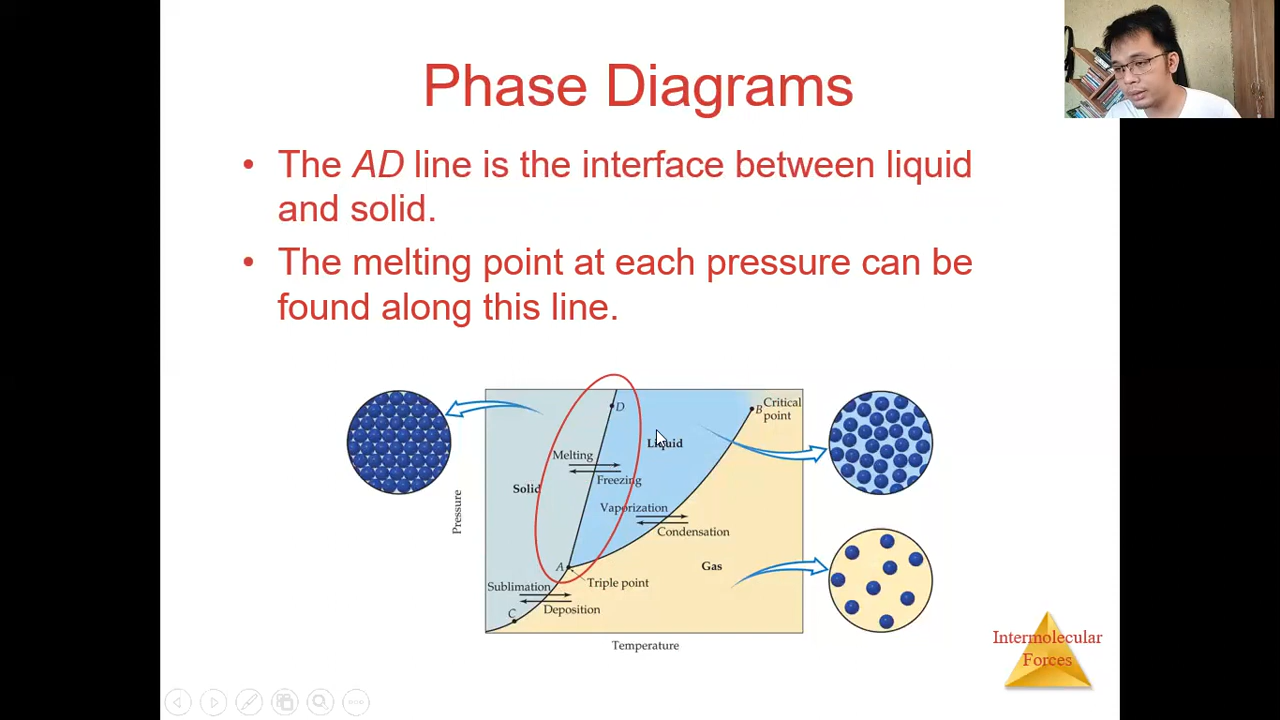 Phase Diagrams
• The AD line is the interface between liquid
and solid.
• The melting point at each pressure can be
found along this line.
D
B
Critical
point
Melting
Liquid
Freezing
Solid
Pressure
Vaporization
Condensation
A
Gas
Triple point
Sublimation
Deposition
C
Temperature
Intermolecular
Forces